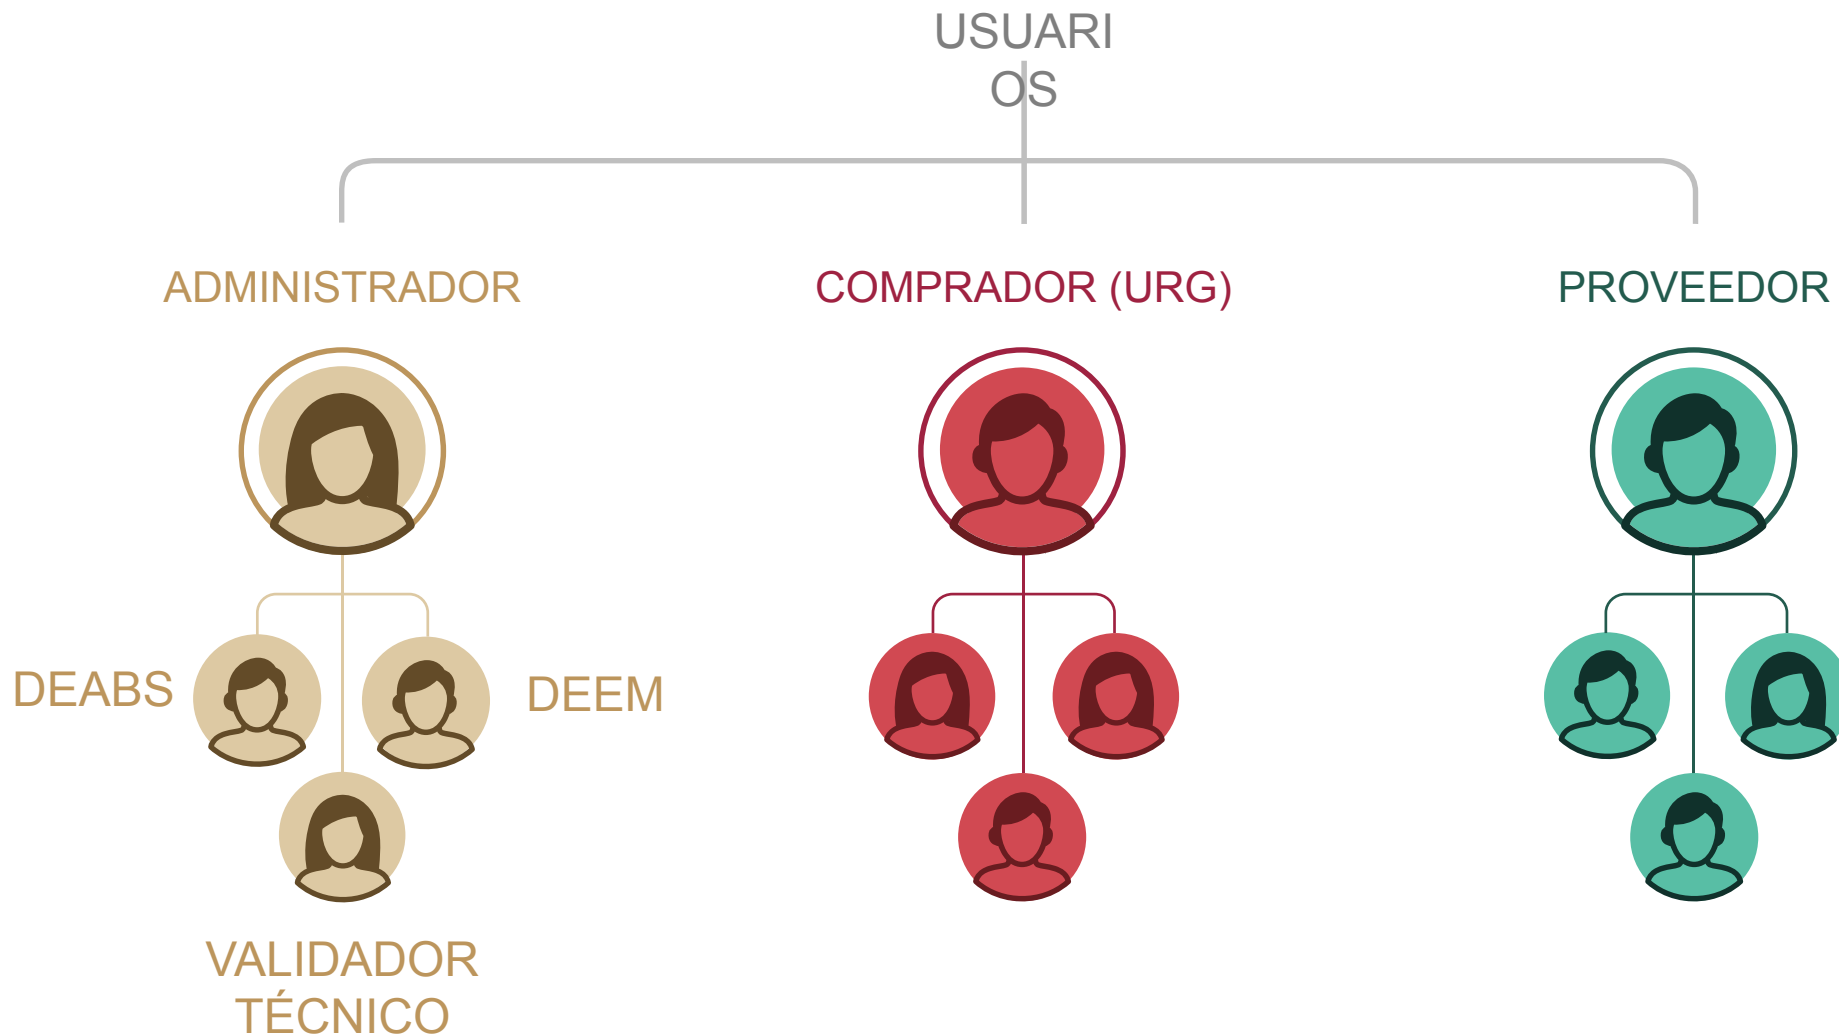 USUARI
OS
ADMINISTRADOR
COMPRADOR (URG)
PROVEEDOR
DEABS
DEEM
VALIDADOR
TÉCNICO